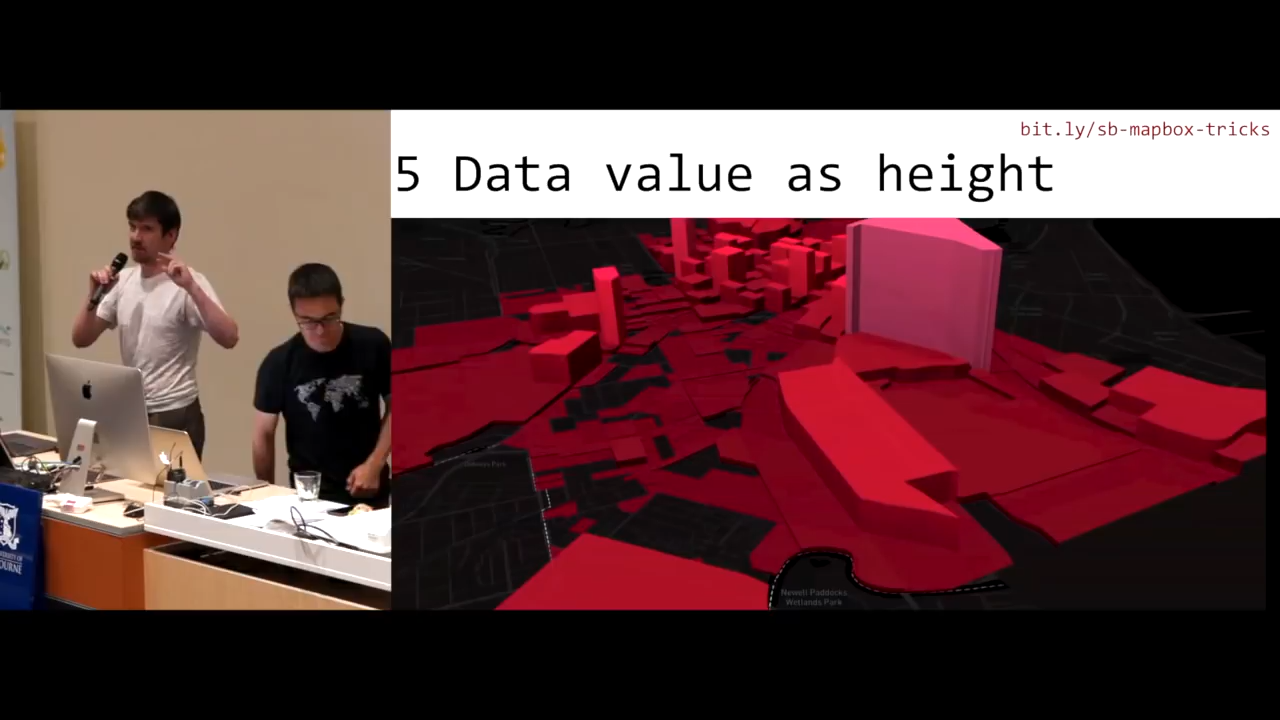 bit.ly/sb-mapbox-tricks
5 Data value as height
Newell Paddocks
Wetlands Park